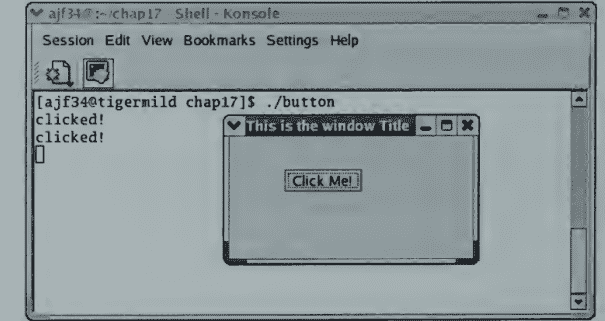 ajf34@:~/chap17 Shell - Konsole
Session Edit View Bookmarks Settings Help
[ajf34@tigermild chap17]$ ./button
clicked!
clicked!
This is the window Title
Click Me!